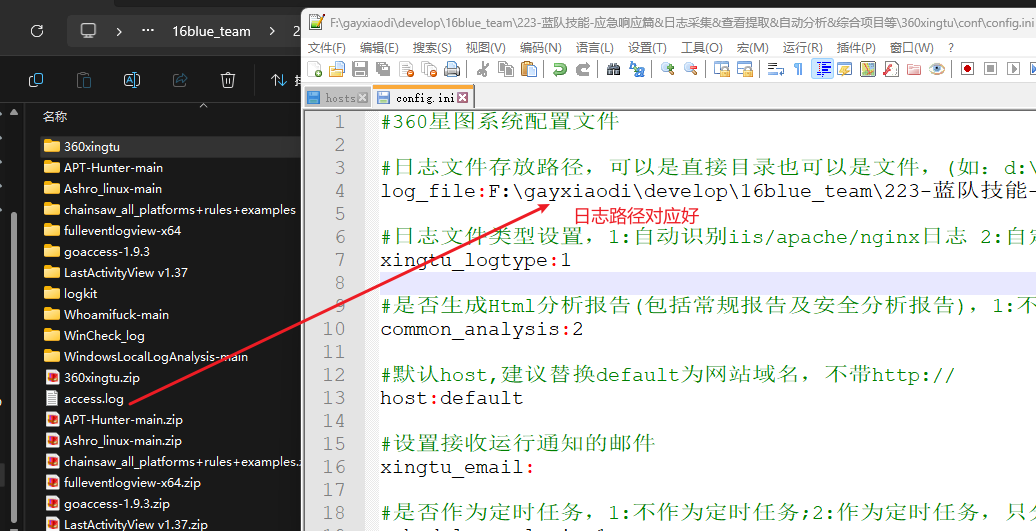 16blue_team
2
排
名称
360xingtu
APT-Hunter-main
Ashro_linux-main
chainsaw_all_platforms+rules+examples
fulleventlogview-x64
goaccess-1.9.3
LastActivityView v1.37
logkit
Whoamifuck-main
WinCheck_log
WindowsLocalLogAnalysis-main
360xingtu.zip
access.log
APT-Hunter-main.zip
Ashro_linux-main.zip
chainsaw_all_platforms+rules+examples.z
fulleventlogview-x64.zip
goaccess-1.9.3.zip
LastActivityView v1.37.zip
F:\gayxiaodi\develop\16blue_team\223-蓝队技能-应急响应篇&日志采集&查看提取&自动分析&综合项目等\360xingtu\conf\config.ini
文件(F) 编辑(E) 搜索(S) 视图(V) 编码(N) 语言(L) 设置(T) 工具(O) 宏(M) 运行(R) 插件(P) 窗口(W) ?
hosts config.ini
1 #360星图系统配置文件
2
3 #日志文件存放路径，可以是直接目录也可以是文件，(如：d:\
4 log_file:F:\gayxiaodi\develop\16blue_team\223-蓝队技能-
日志路径对应好
5
6 #日志文件类型设置，1:自动识别iis/apache/nginx日志 2:自定
7 xingtu_logtype:1
8
9 #是否生成Html分析报告(包括常规报告及安全分析报告)，1:不
10 common_analysis:2
11
12 #默认host,建议替换default为网站域名，不带http://
13 host:default
14
15 #设置接收运行通知的邮件
16 xingtu_email:
17
18 #是否作为定时任务，1:不作为定时任务;2:作为定时任务，只